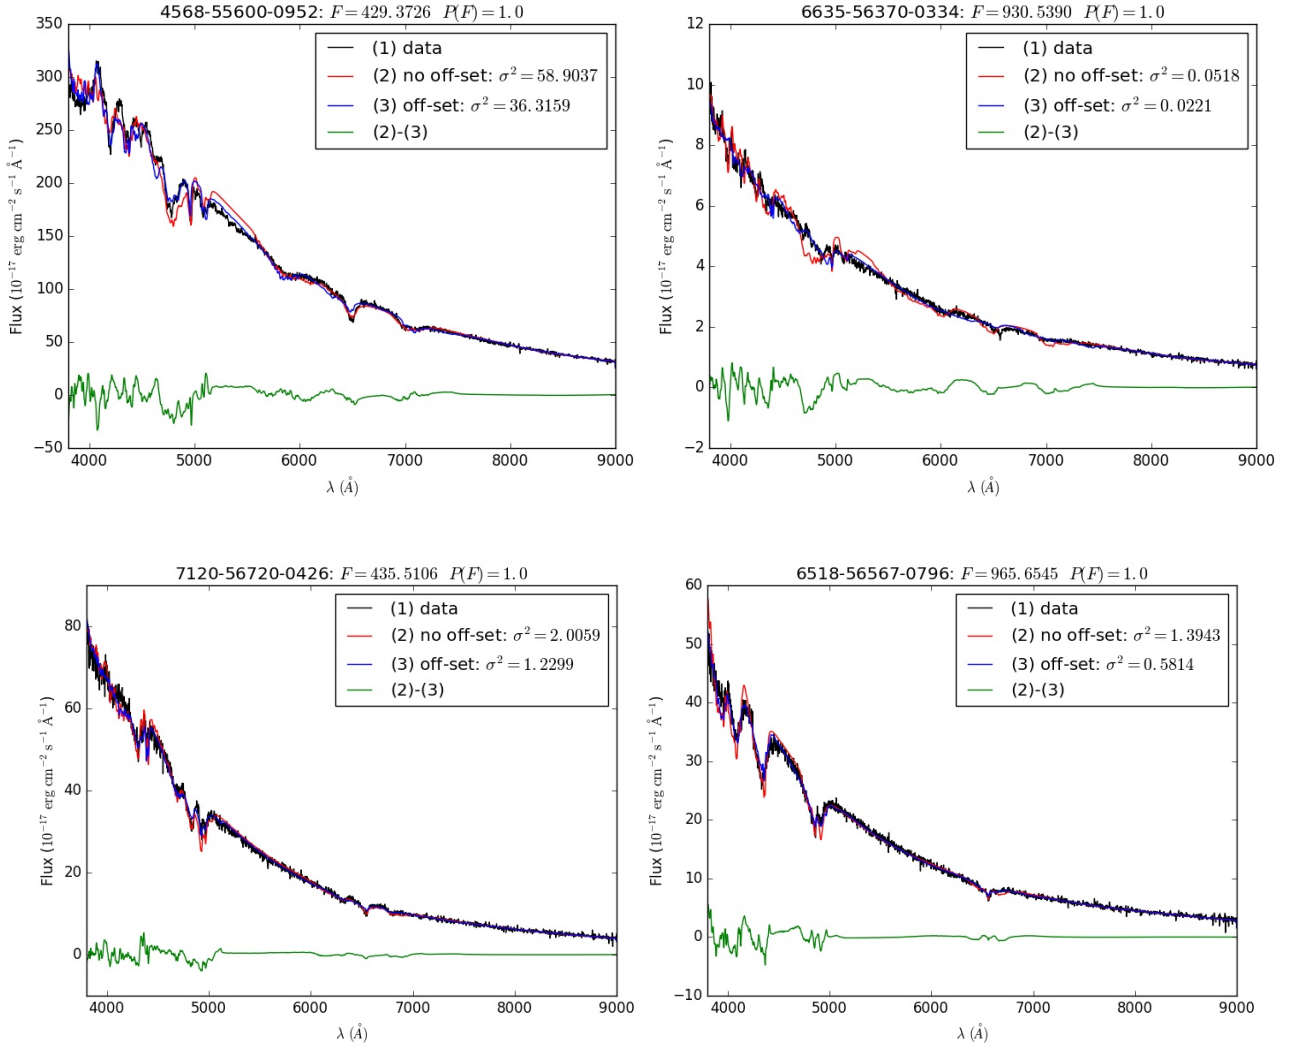 4568-55600-0952: F = 429.3726 P(F) = 1.0
350
300
250
200
150
100
50
0
−50
Flux (10⁻¹⁷ erg cm⁻² s⁻¹ Å⁻¹)
(1) data
(2) no off-set: σ² = 58.9037
(3) off-set: σ² = 36.3159
(2)-(3)
4000 5000 6000 7000 8000 9000
λ (Å)
6635-56370-0334: F = 930.5390 P(F) = 1.0
12
10
8
6
4
2
0
−2
Flux (10⁻¹⁷ erg cm⁻² s⁻¹ Å⁻¹)
(1) data
(2) no off-set: σ² = 0.0518
(3) off-set: σ² = 0.0221
(2)-(3)
4000 5000 6000 7000 8000 9000
λ (Å)
7120-56720-0426: F = 435.5106 P(F) = 1.0
80
60
40
20
0
Flux (10⁻¹⁷ erg cm⁻² s⁻¹ Å⁻¹)
(1) data
(2) no off-set: σ² = 2.0059
(3) off-set: σ² = 1.2299
(2)-(3)
4000 5000 6000 7000 8000 9000
λ (Å)
6518-56567-0796: F = 965.6545 P(F) = 1.0
60
50
40
30
20
10
0
−10
Flux (10⁻¹⁷ erg cm⁻² s⁻¹ Å⁻¹)
(1) data
(2) no off-set: σ² = 1.3943
(3) off-set: σ² = 0.5814
(2)-(3)
4000 5000 6000 7000 8000 9000
λ (Å)